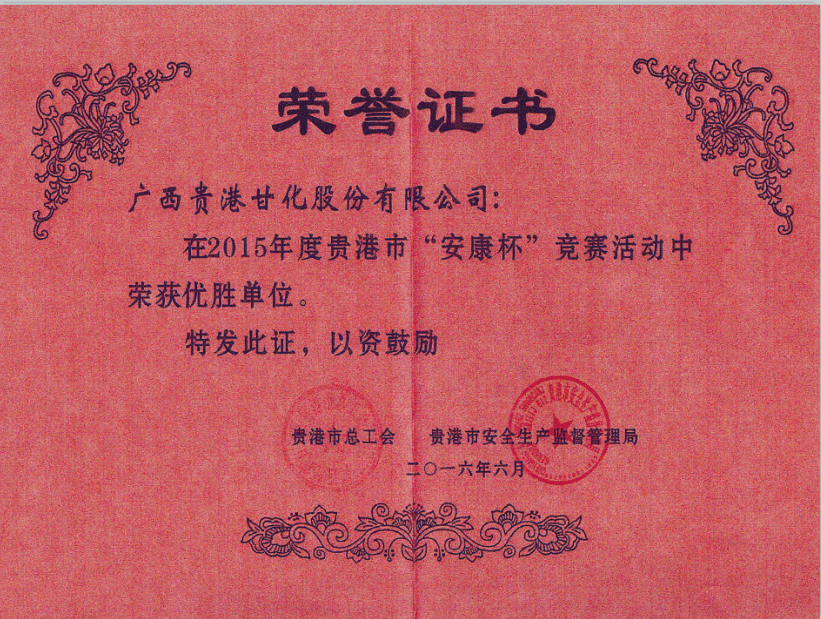 荣誉证书
广西贵港甘化股份有限公司:
在2015年度贵港市“安康杯”竞赛活动中
荣获优胜单位。
特发此证，以资鼓励
贵港市总工会 贵港市安全生产监督管理局
二〇一六年六月